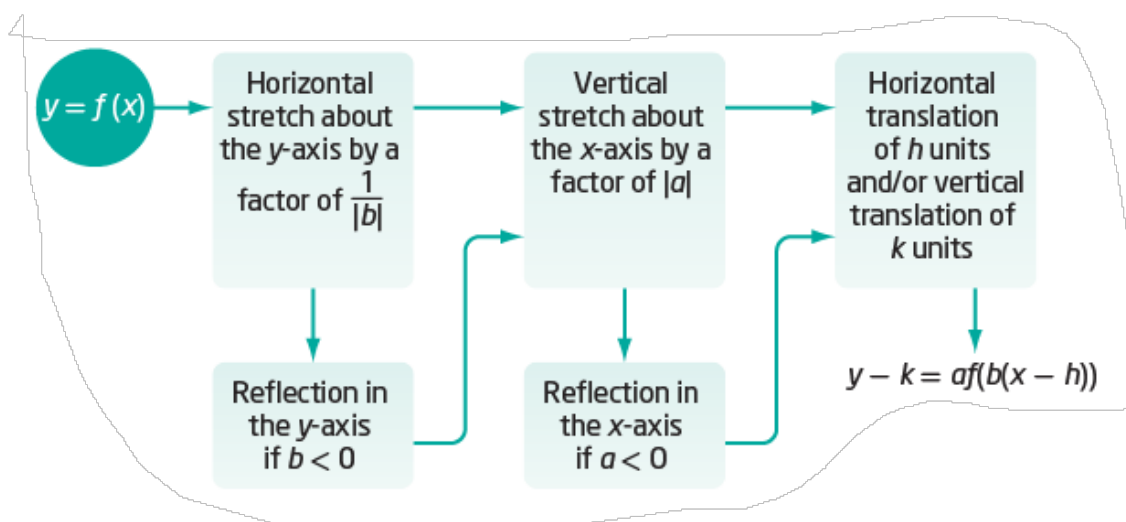 y = f (x)
Horizontal
stretch about
the y-axis by a
factor of 1/|b|
Vertical
stretch about
the x-axis by a
factor of |a|
Horizontal
translation
of h units
and/or vertical
translation of
k units
Reflection in
the y-axis
if b < 0
Reflection in
the x-axis
if a < 0
y – k = af(b(x – h))